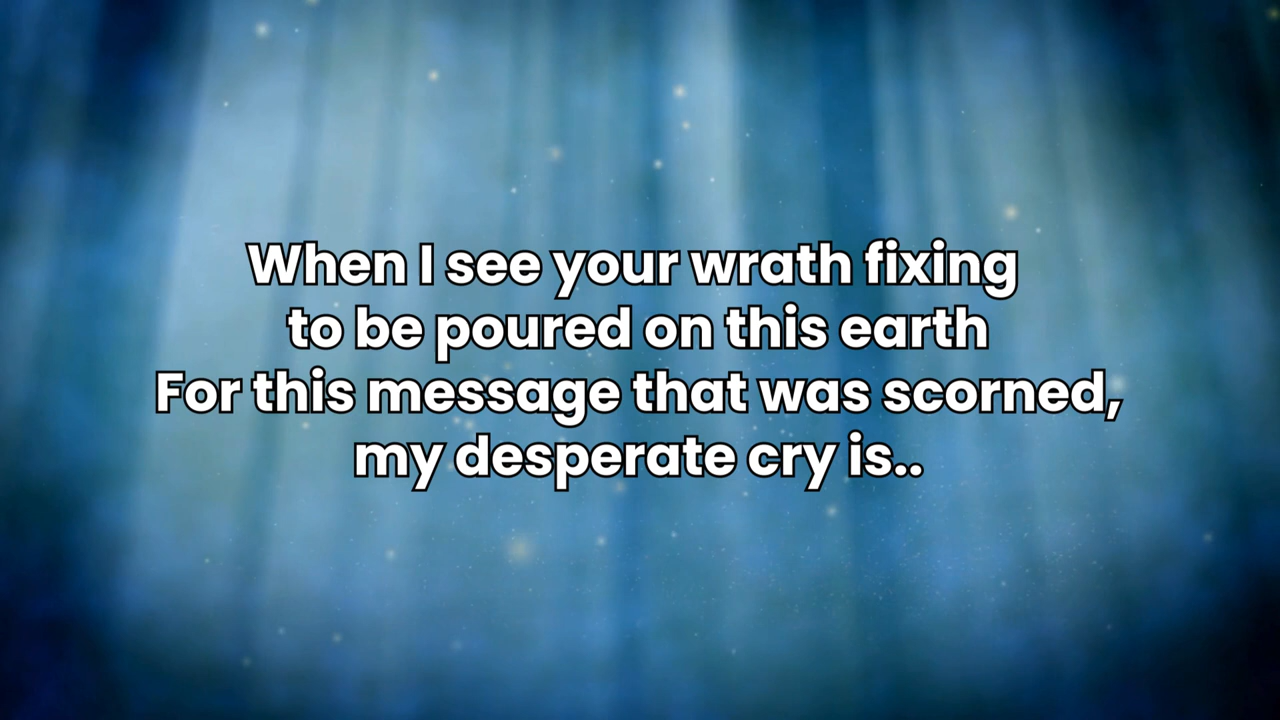 When I see your wrath fixing
to be poured on this earth
For this message that was scorned,
my desperate cry is..